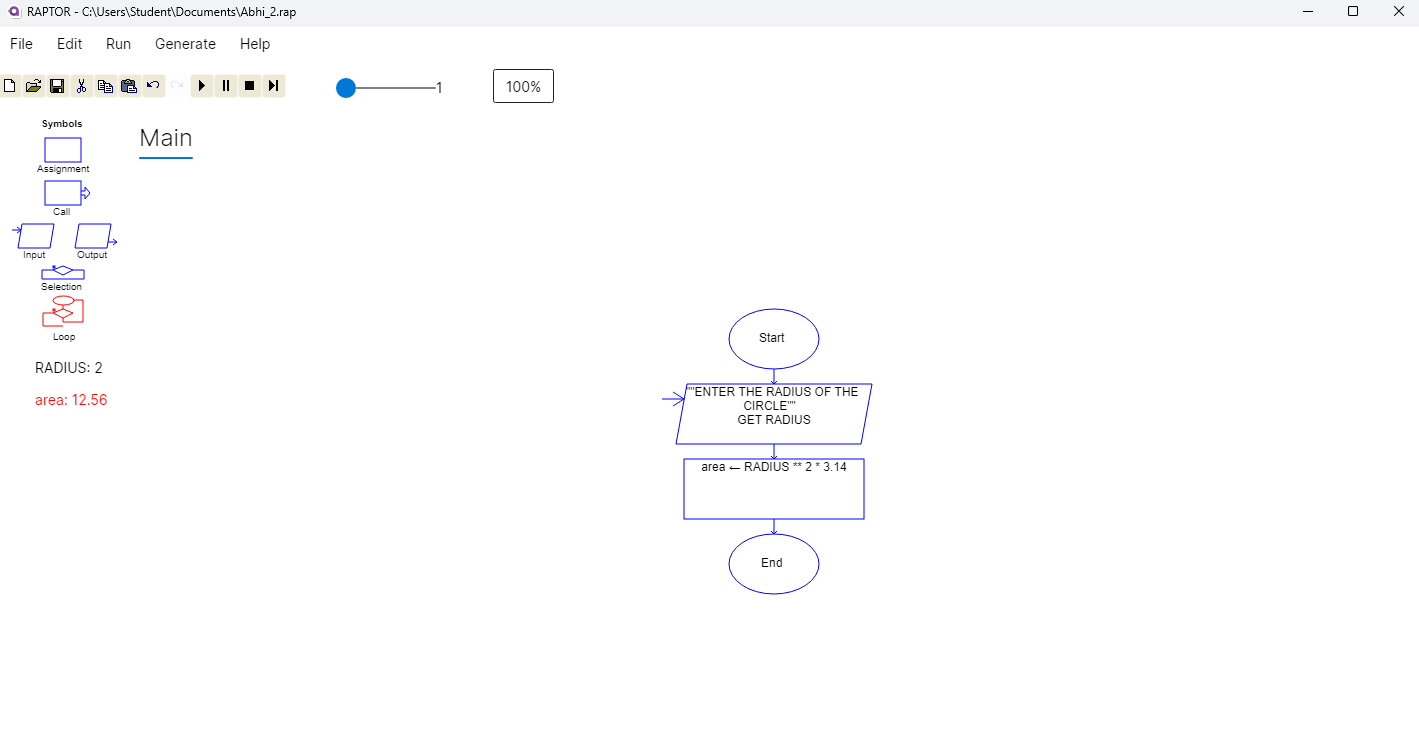 RAPTOR - C:\Users\Student\Documents\Abhi_2.rap
File Edit Run Generate Help
1
100%
Symbols
Assignment
Call
Input Output
Selection
Loop
RADIUS: 2
area: 12.56
Main
Start
""ENTER THE RADIUS OF THE
CIRCLE""
GET RADIUS
area ← RADIUS ** 2 * 3.14
End